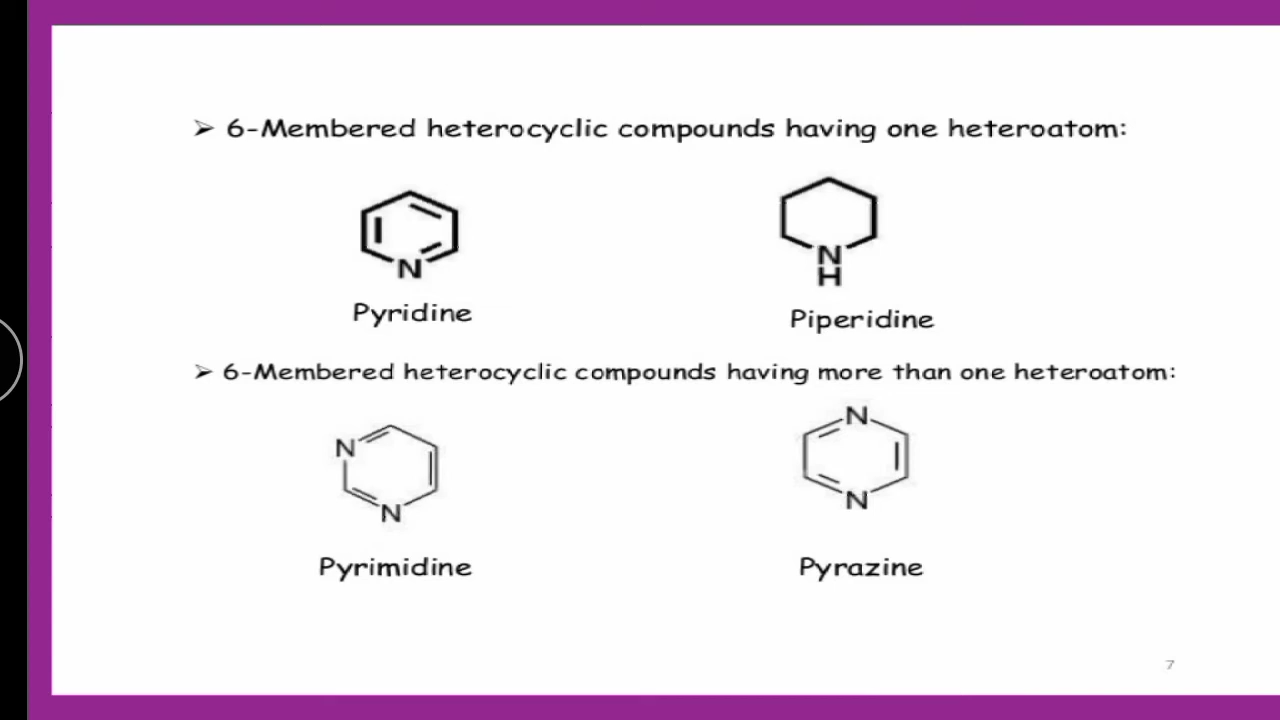 ➢ 6-Membered heterocyclic compounds having one heteroatom:
N
N
H
Pyridine
Piperidine
➢ 6-Membered heterocyclic compounds having more than one heteroatom:
N
N
N
N
Pyrimidine
Pyrazine
7